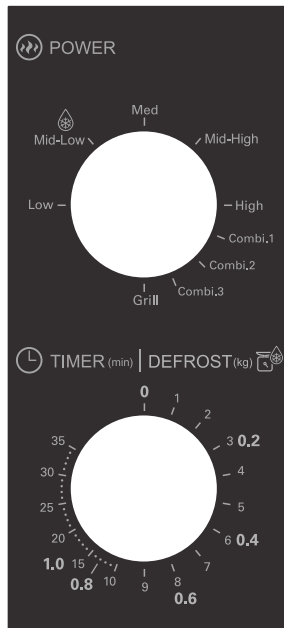 POWER
Med
Mid-Low
Mid-High
Low
High
Combi.1
Combi.2
Combi.3
Grill
TIMER (min) | DEFROST (kg)
0
1
2
3 0.2
4
5
6 0.4
7
8
0.6
9
10
0.8
15
1.0
20
25
30
35